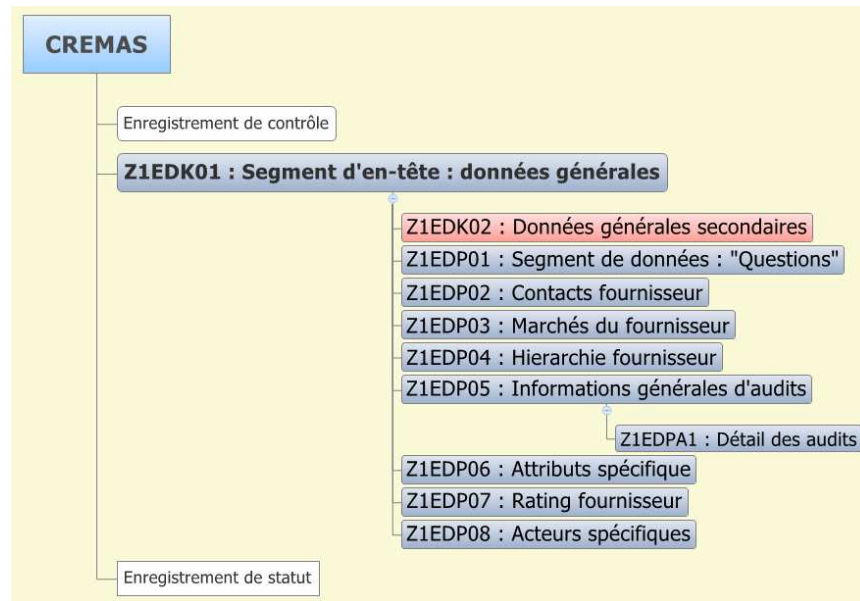 CREMAS
Enregistrement de contrôle
Z1EDK01 : Segment d'en-tête : données générales
Z1EDK02 : Données générales secondaires
Z1EDP01 : Segment de données : "Questions"
Z1EDP02 : Contacts fournisseur
Z1EDP03 : Marchés du fournisseur
Z1EDP04 : Hierarchie fournisseur
Z1EDP05 : Informations générales d'audits
Z1EDPA1 : Détail des audits
Z1EDP06 : Attributs spécifique
Z1EDP07 : Rating fournisseur
Z1EDP08 : Acteurs spécifiques
Enregistrement de statut